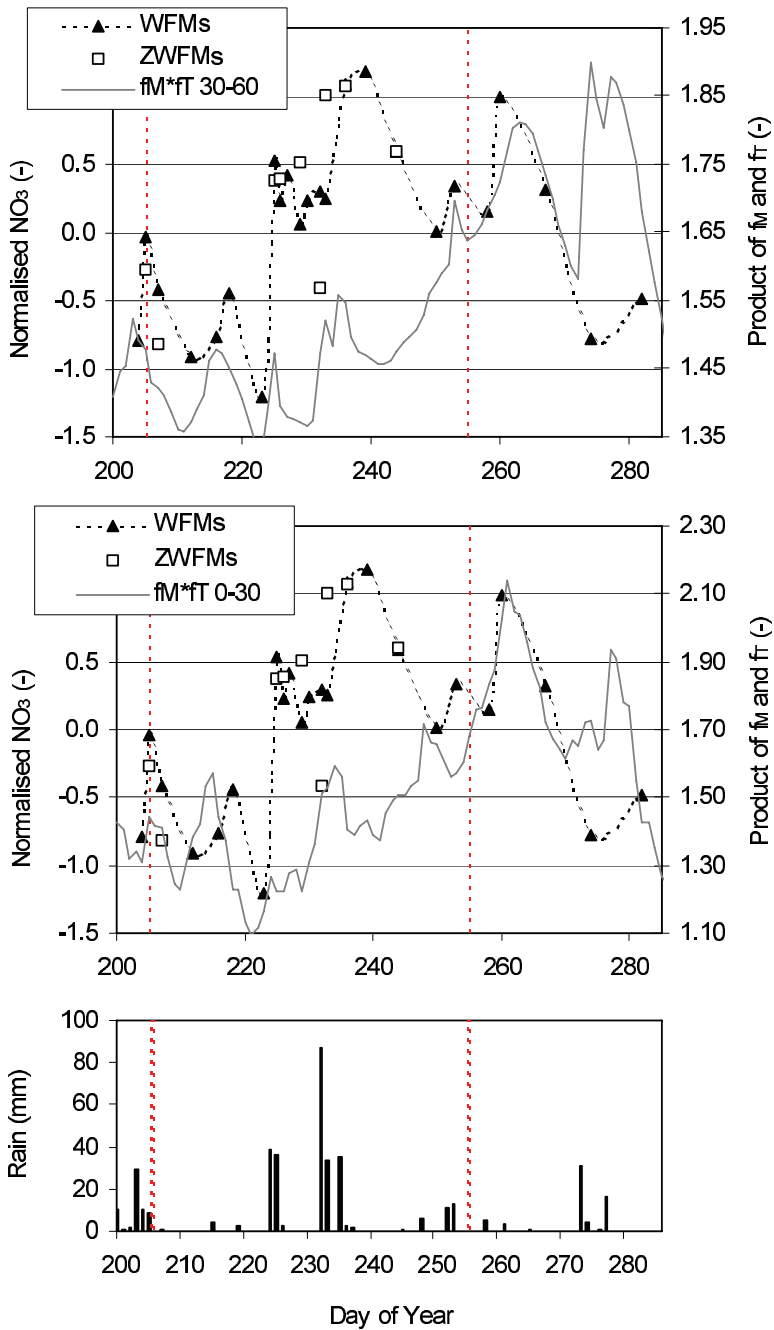 WFMs
ZWFMs
fM*fT 30-60
1.95
1.85
0.5 1.75
0.0 1.65
-0.5 1.55
-1.0 1.45
-1.5 1.35
200 220 240 260 280
Normalised NO3 (-)
Product of fM and fT (-)
WFMs
ZWFMs
fM*fT 0-30
2.30
2.10
0.5 1.90
0.0 1.70
-0.5 1.50
-1.0 1.30
-1.5 1.10
200 220 240 260 280
Normalised NO3 (-)
Product of fM and fT (-)
100
80
60
40
20
0
200 210 220 230 240 250 260 270 280
Rain (mm)
Day of Year